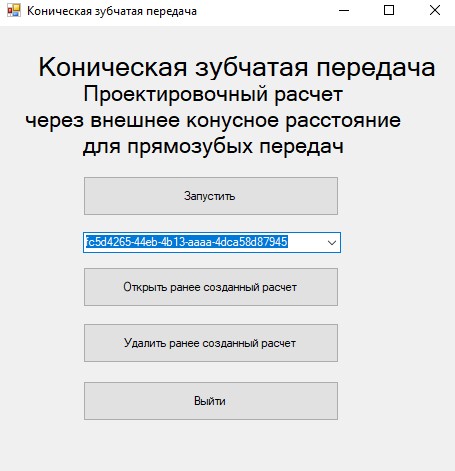 Коническая зубчатая передача
Коническая зубчатая передача
Проектировочный расчет
через внешнее конусное расстояние
для прямозубых передач
Запустить
fc5d4265-44eb-4b13-aaaa-4dca58d87945
Открыть ранее созданный расчет
Удалить ранее созданный расчет
Выйти